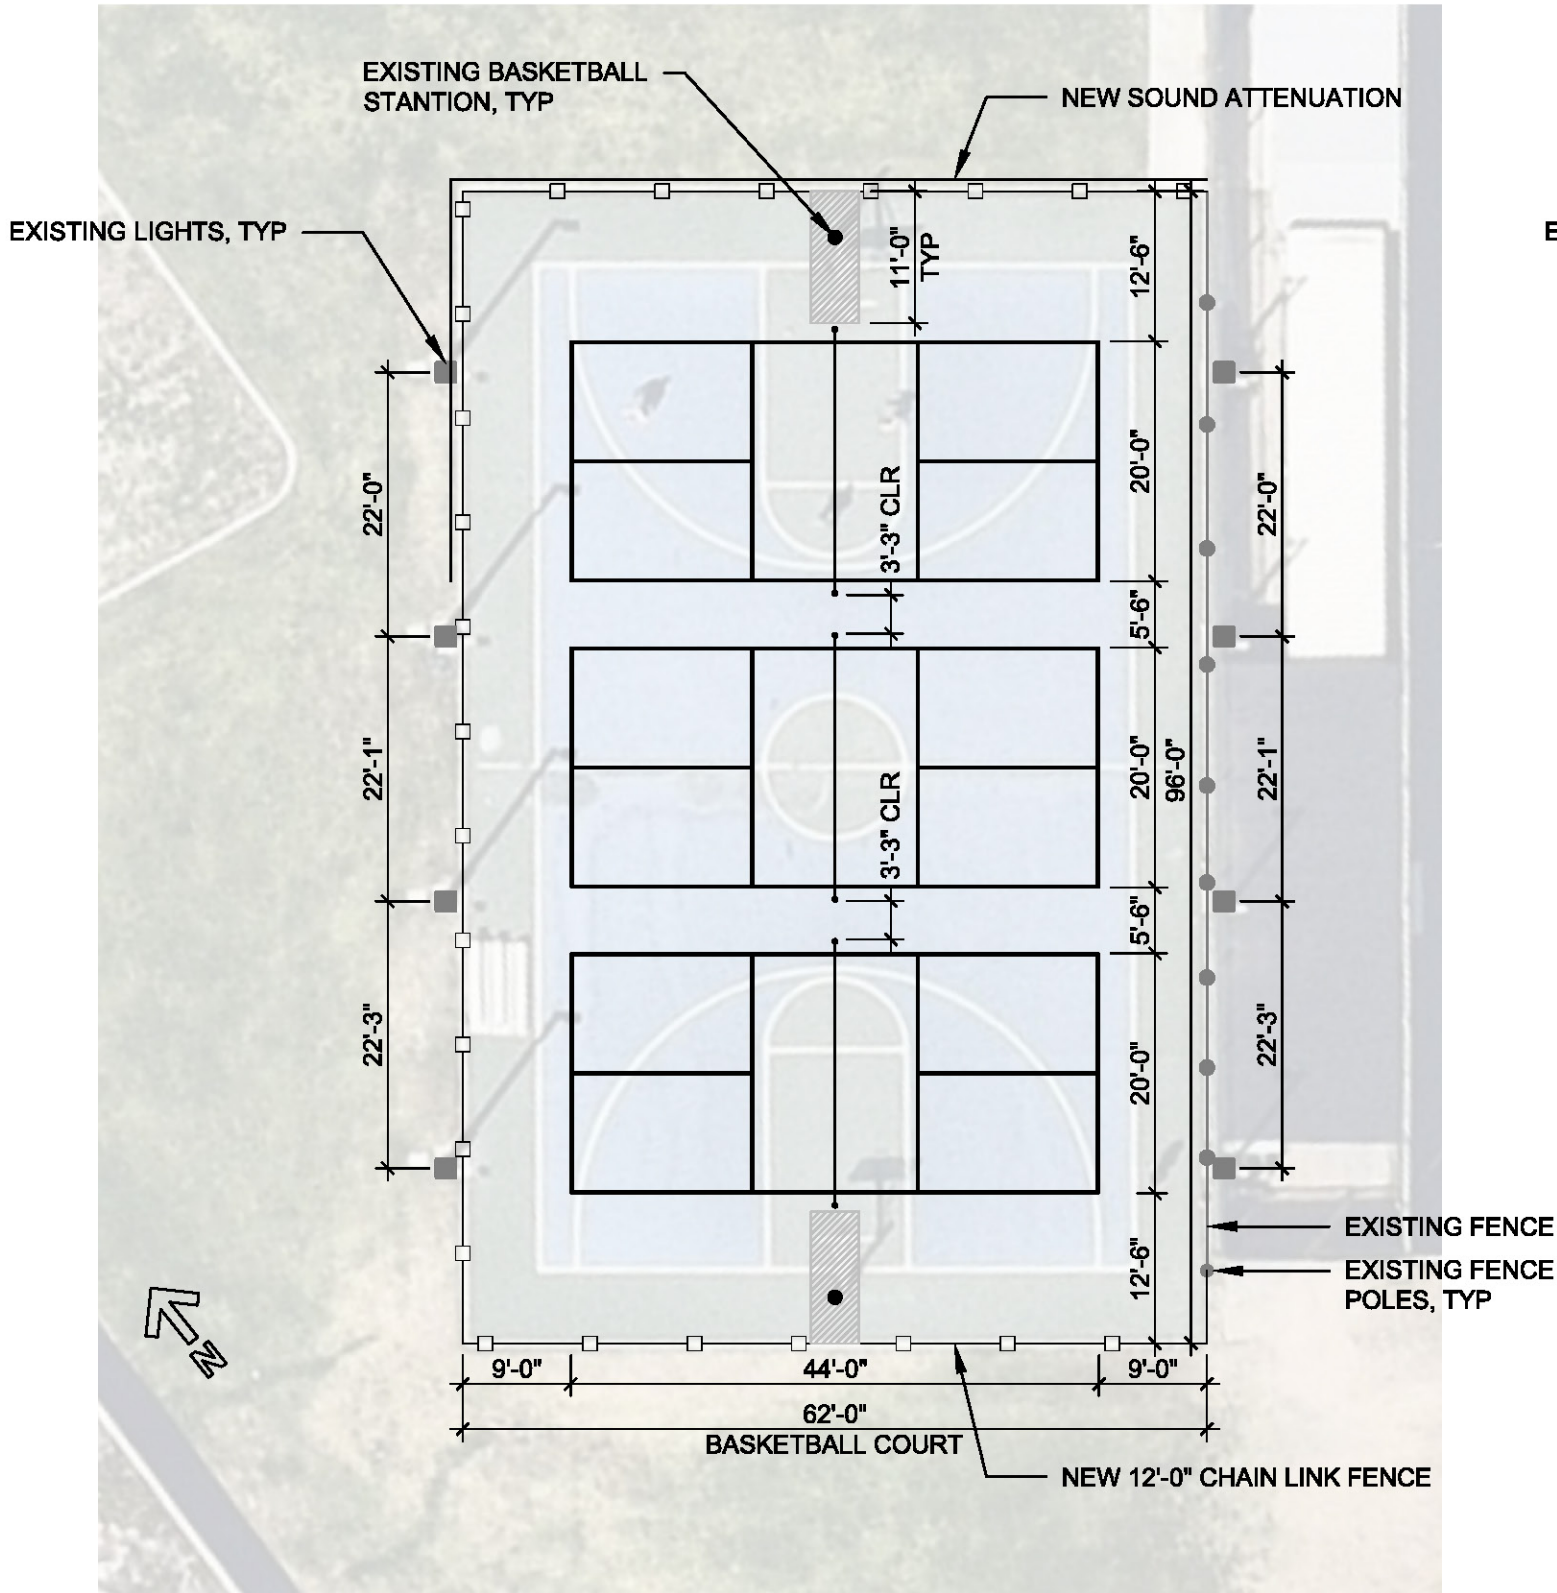 EXISTING BASKETBALL
STANTION, TYP
NEW SOUND ATTENUATION
EXISTING LIGHTS, TYP
E
11'-0"
TYP
12'-6"
22'-0"
3'-3" CLR
20'-0"
22'-0"
5'-6"
22'-1"
3'-3" CLR
20'-0"
96'-0"
22'-1"
5'-6"
22'-3"
20'-0"
22'-3"
12'-6"
EXISTING FENCE
EXISTING FENCE
POLES, TYP
N
9'-0"
44'-0"
9'-0"
62'-0"
BASKETBALL COURT
NEW 12'-0" CHAIN LINK FENCE